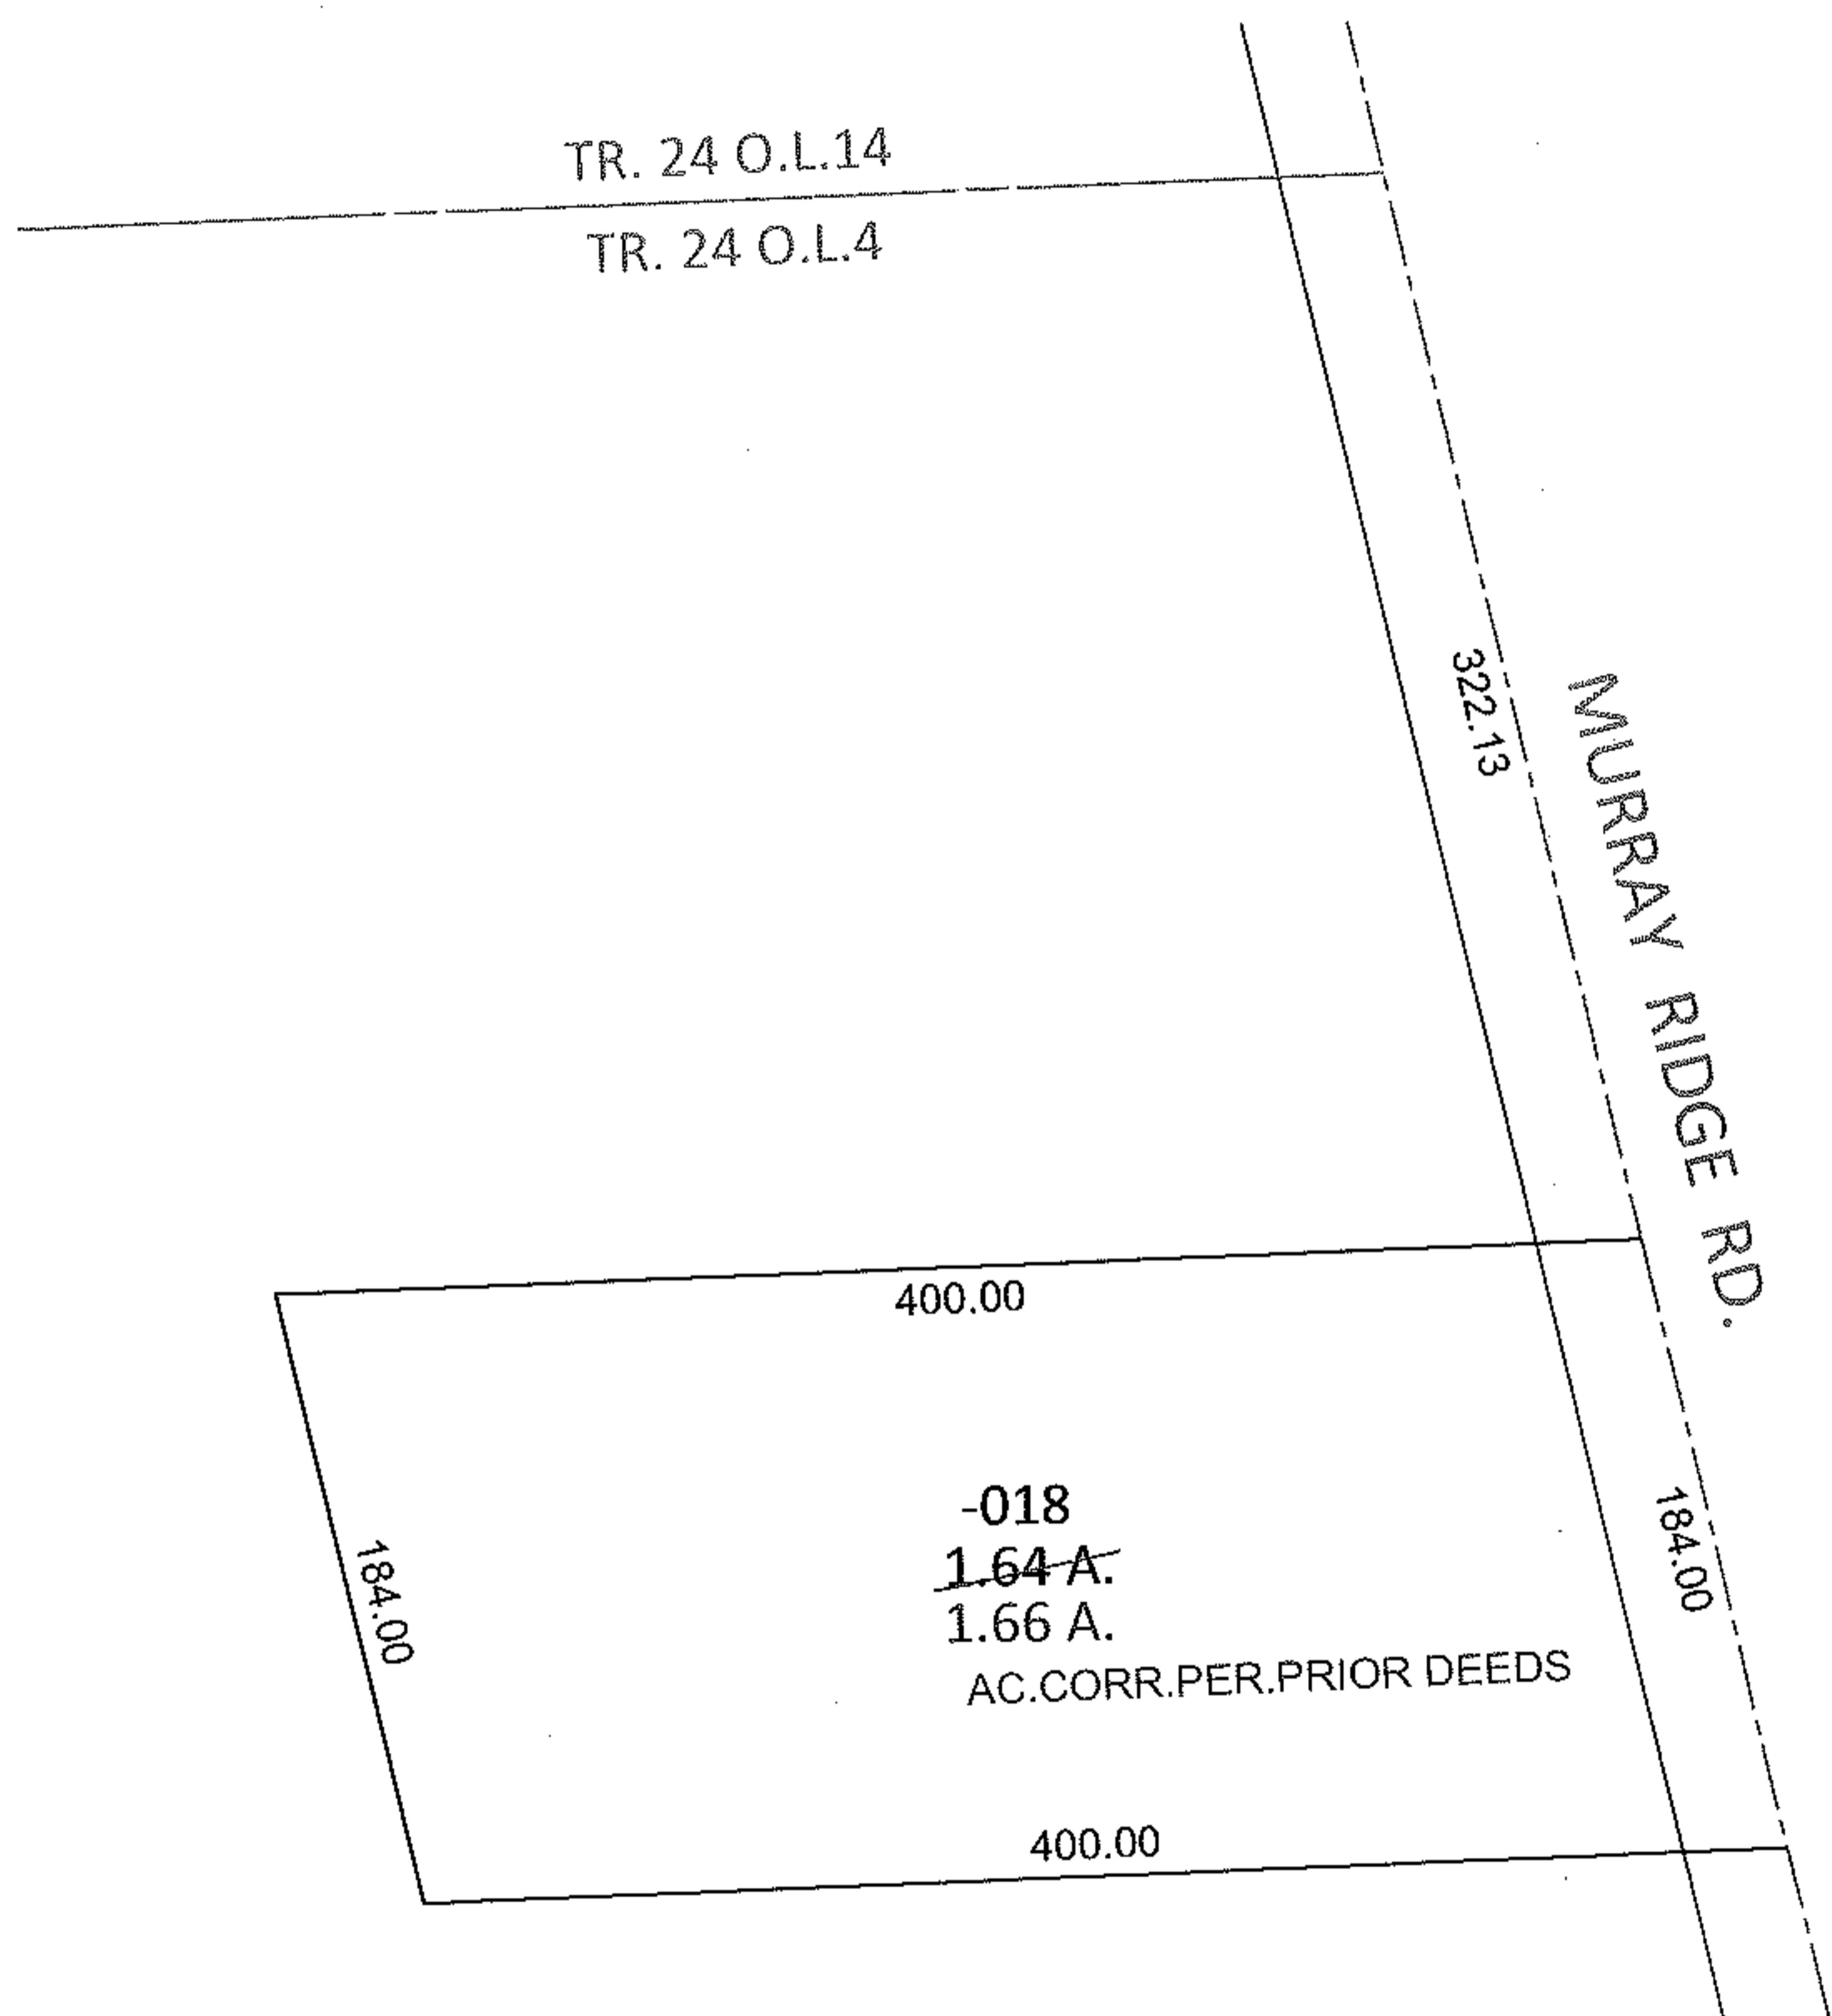 TR. 24 O.L.14
TR. 24 O.L.4
322.13
MURRAY RIDGE RD.
400.00
-018
1.64 A.
1.66 A.
AC.CORR.PER.PRIOR DEEDS
184.00
184.00
400.00